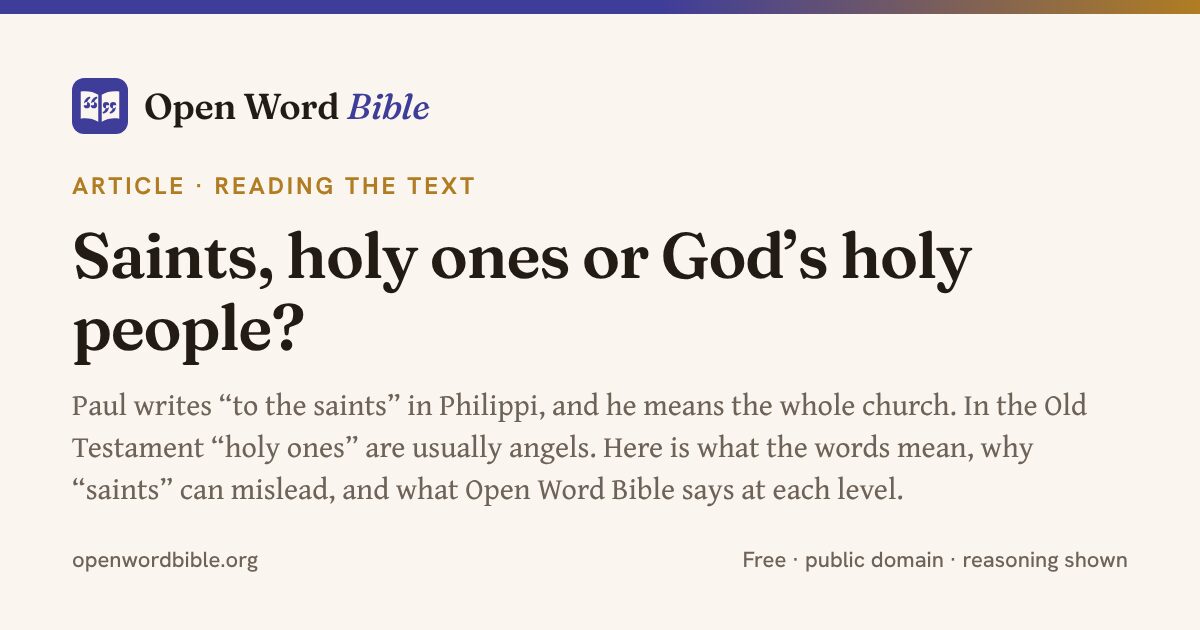 Open Word Bible
ARTICLE · READING THE TEXT
Saints, holy ones or God’s holy
people?
Paul writes “to the saints” in Philippi, and he means the whole church. In the Old
Testament “holy ones” are usually angels. Here is what the words mean, why
“saints” can mislead, and what Open Word Bible says at each level.
openwordbible.org
Free · public domain · reasoning shown